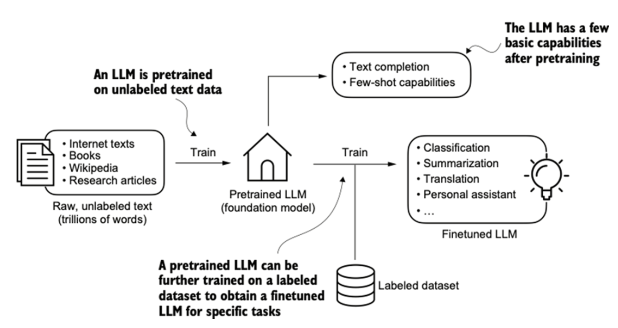 The LLM has a few
basic capabilities
after pretraining
• Text completion
• Few-shot capabilities
An LLM is pretrained
on unlabeled text data
• Internet texts
• Books
• Wikipedia
• Research articles
Raw, unlabeled text
(trillions of words)
Train
Pretrained LLM
(foundation model)
Train
• Classification
• Summarization
• Translation
• Personal assistant
• ...
Finetuned LLM
A pretrained LLM can be
further trained on a labeled
dataset to obtain a finetuned
LLM for specific tasks
Labeled dataset